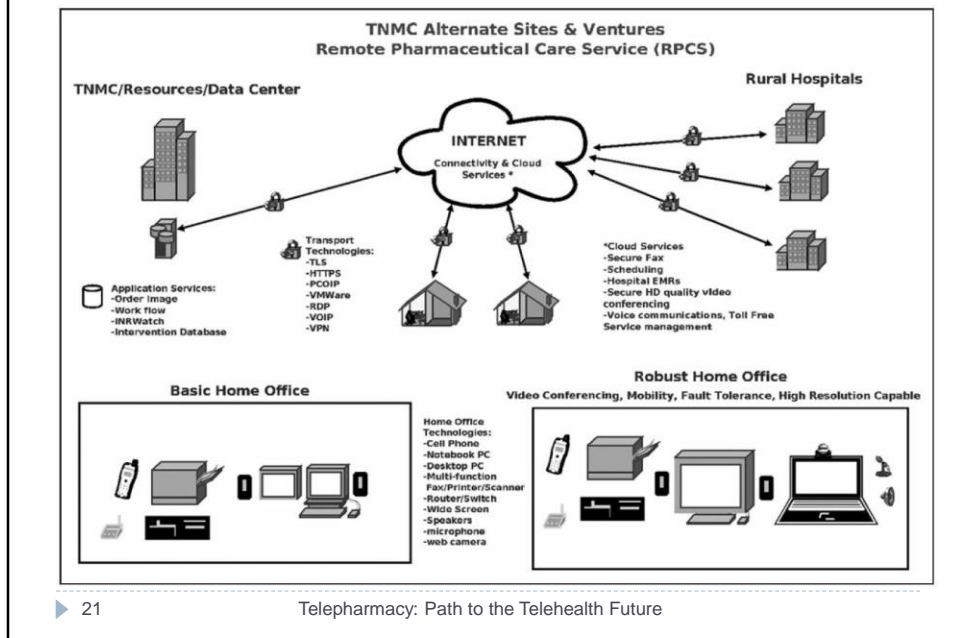 TNMC Alternate Sites & Ventures
Remote Pharmaceutical Care Service (RPCS)
TNMC/Resources/Data Center
Rural Hospitals
INTERNET
Connectivity & Cloud
Services *
Application Services:
-Order Image
-Work flow
-INRWatch
-Intervention Database
Transport
Technologies:
-TLS
-HTTPS
-PCOIP
-VMWare
-RDP
-VOIP
-VPN
*Cloud Services
-Secure Fax
-Scheduling
-Hospital EMRs
-Secure HD quality video
conferencing
-Voice communications, Toll Free
Service management
Basic Home Office
Home Office
Technologies:
-Cell Phone
-Notebook PC
-Desktop PC
-Multi-function
Fax/Printer/Scanner
-Router/Switch
-Wide Screen
-Speakers
-microphone
-web camera
Robust Home Office
Video Conferencing, Mobility, Fault Tolerance, High Resolution Capable
21
Telepharmacy: Path to the Telehealth Future